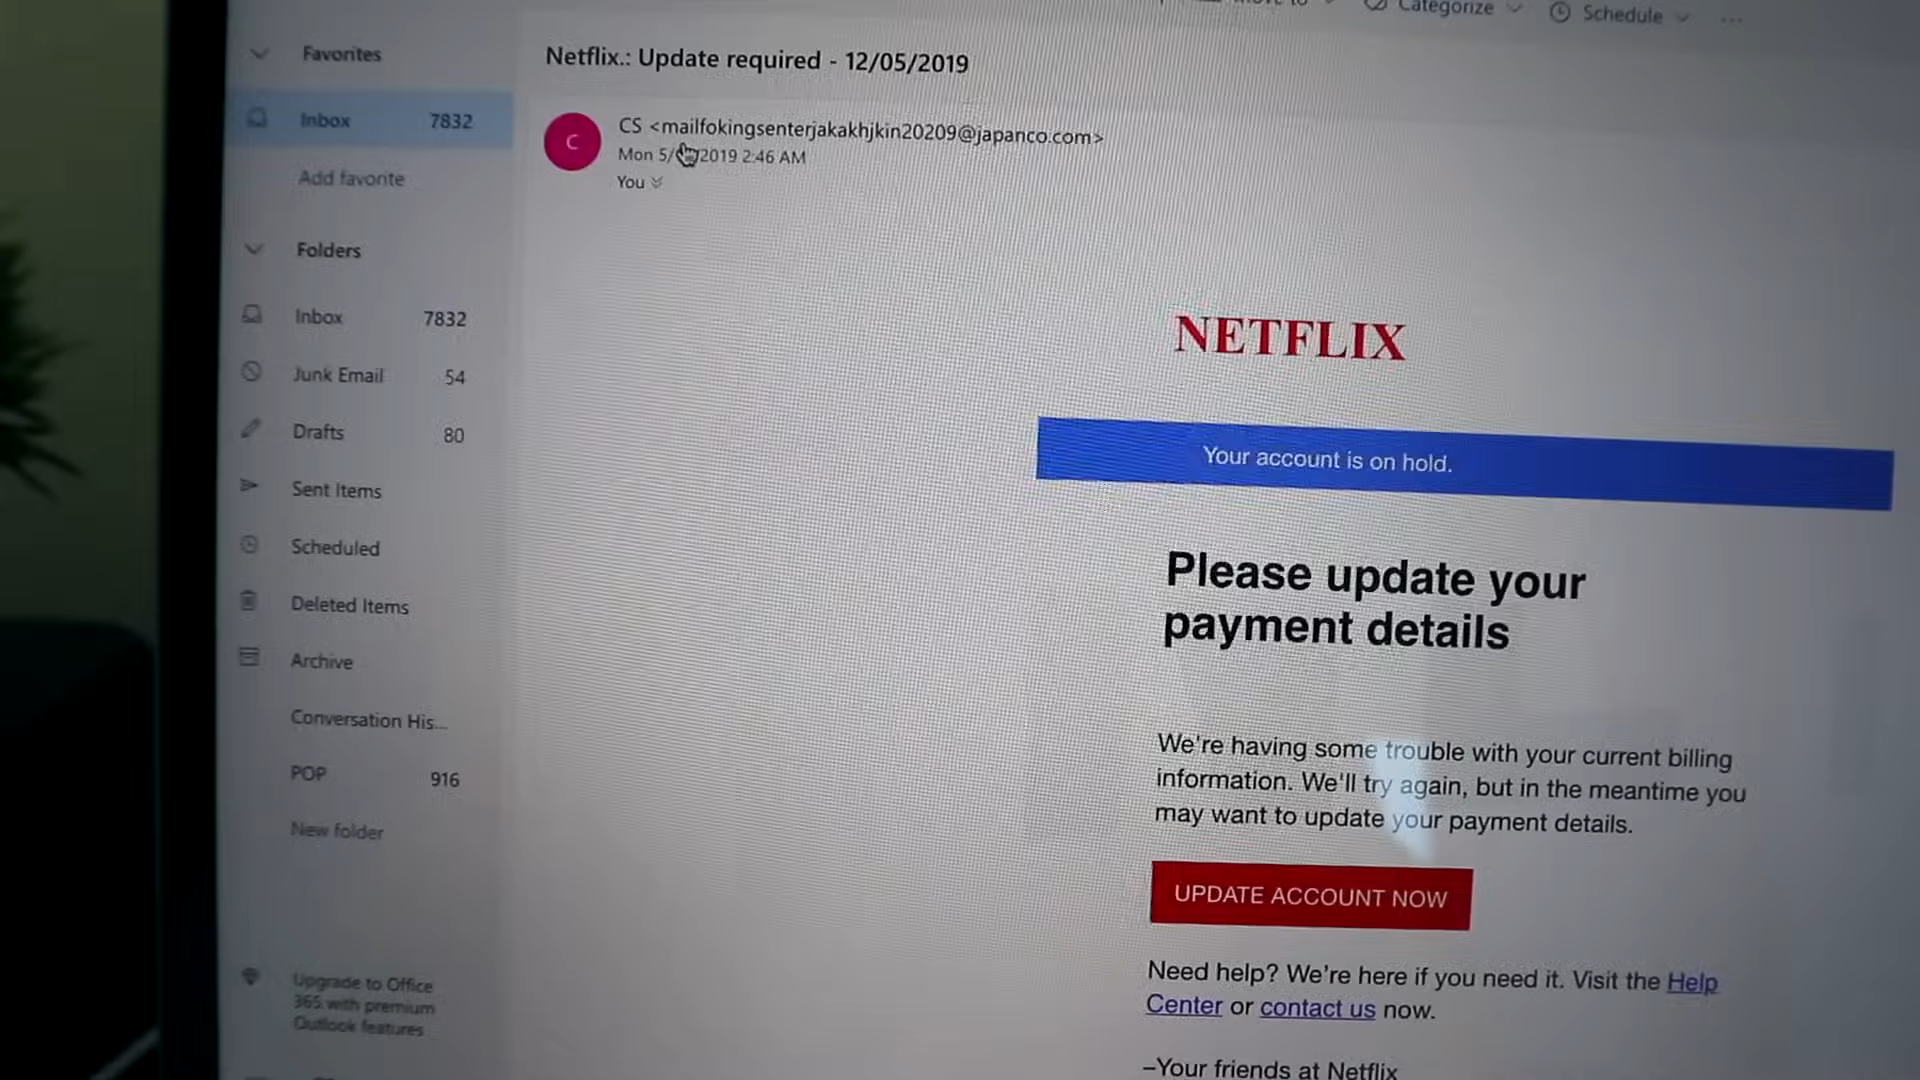 Categorize
Schedule
Favorites
Inbox 7832
Add favorite
Folders
Inbox 7832
Junk Email 54
Drafts 80
Sent Items
Scheduled
Deleted Items
Archive
Conversation His...
POP 916
New folder
Upgrade to Office
365 with premium
Outlook features
Netflix.: Update required - 12/05/2019
C
CS <mailfokingsenterjakakhjkin20209@japanco.com>
Mon 5/ 2019 2:46 AM
You
NETFLIX
Your account is on hold.
Please update your
payment details
We're having some trouble with your current billing
information. We'll try again, but in the meantime you
may want to update your payment details.
UPDATE ACCOUNT NOW
Need help? We're here if you need it. Visit the Help
Center or contact us now.
–Your friends at Netflix